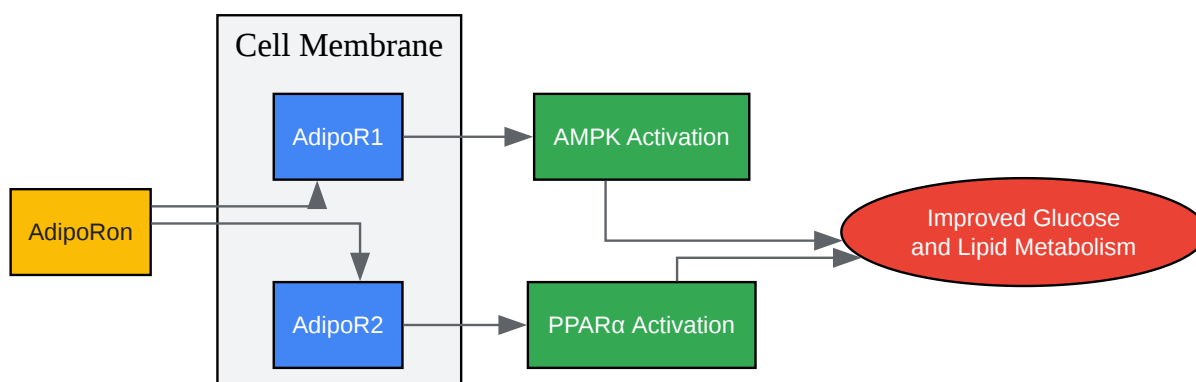 Cell Membrane
AdipoR1
AMPK Activation
AdipoRon
Improved Glucose
and Lipid Metabolism
AdipoR2
PPARα Activation